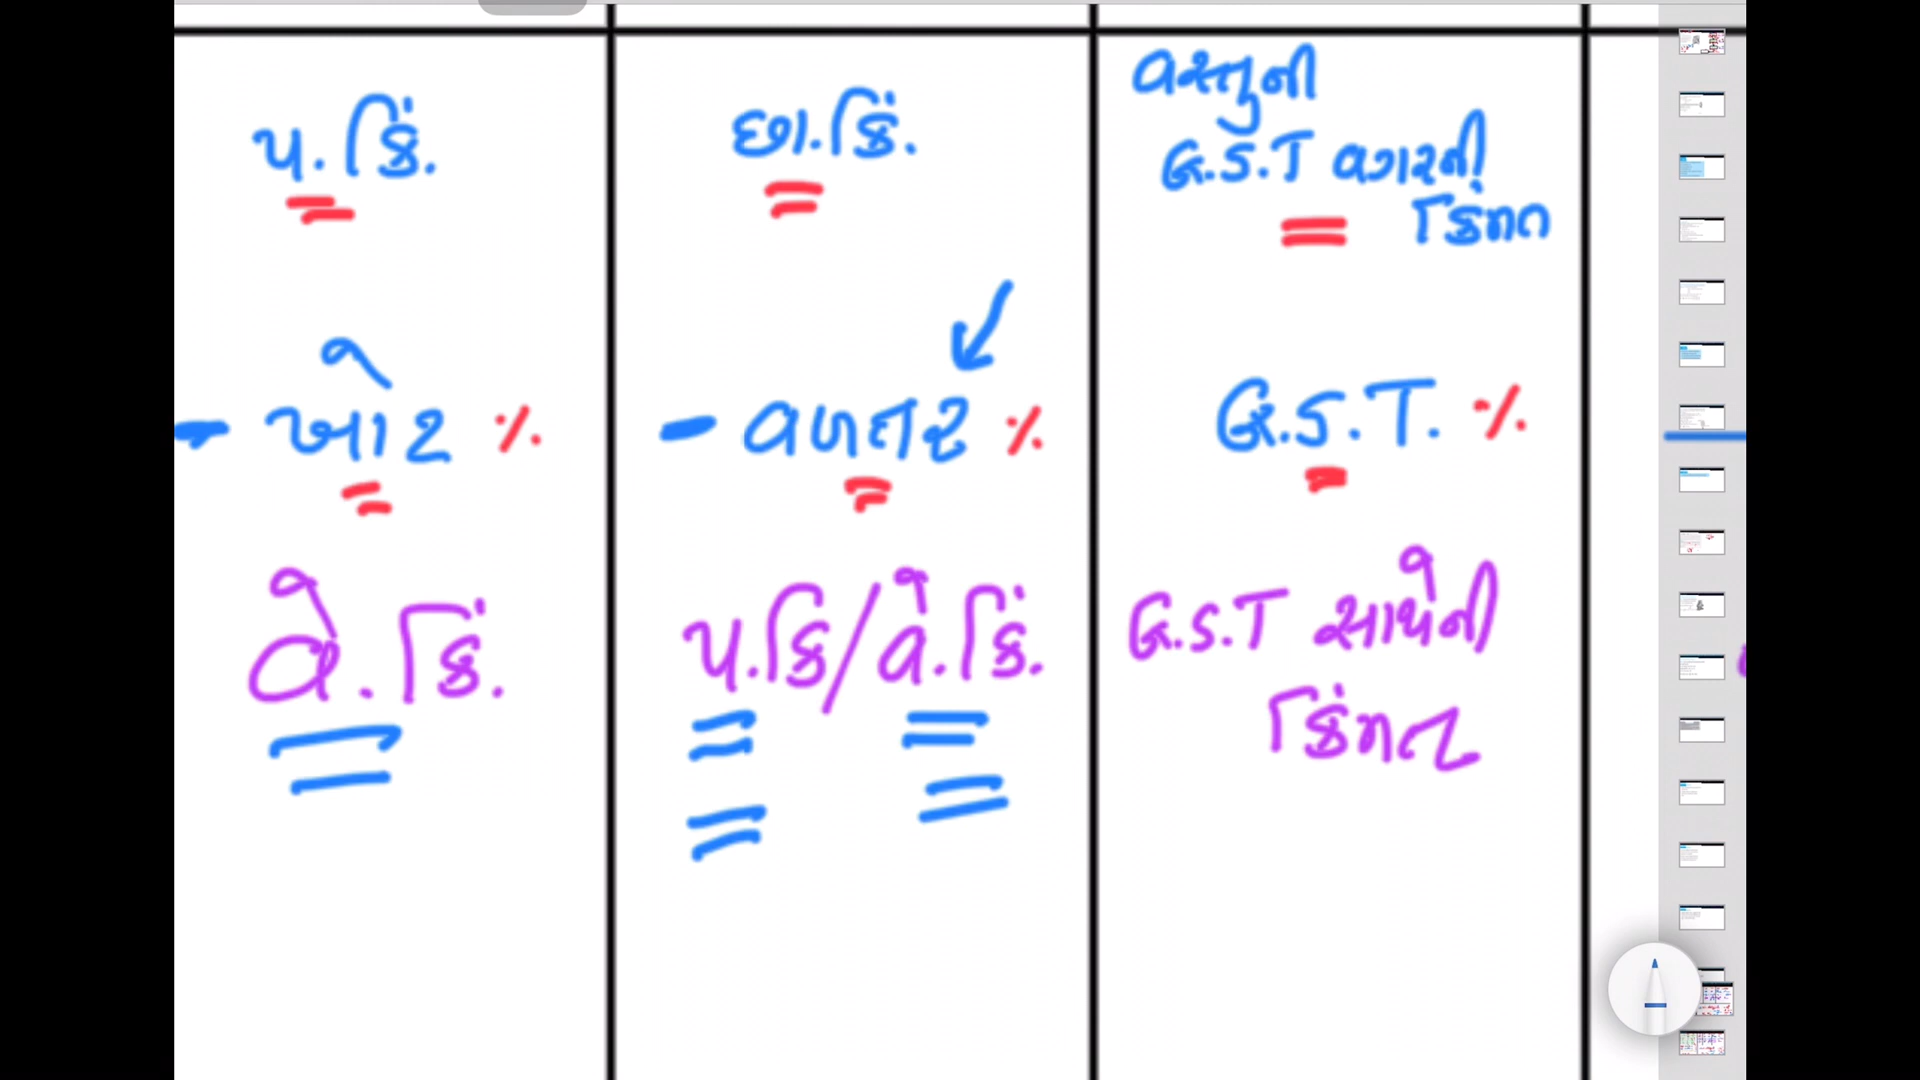 પ.કિં.
- ખોટ %
વે.કિં.
છા.કિં.
- વળતર %
પ.કિ/વે.કિં.
વસ્તુની
G.S.T વગરની
કિંમત
G.S.T. %
G.S.T સાથેની
કિંમત